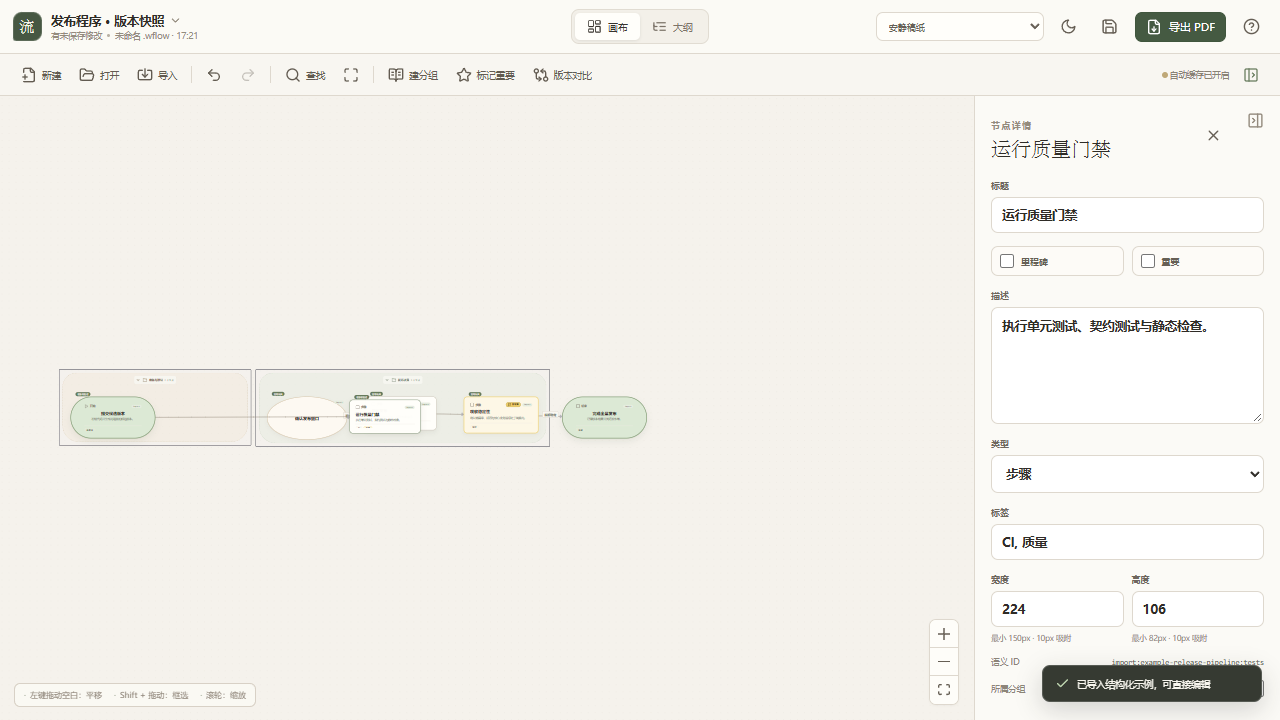 流
发布程序 • 版本快照
有未保存修改 • 未命名 .wflow · 17:21
画布
大纲
安静稿纸
导出 PDF
新建
打开
导入
查找
建分组
标记重要
版本对比
自动缓存已开启
节点详情
运行质量门禁
标题
运行质量门禁
里程碑
重要
描述
执行单元测试、契约测试与静态检查。
类型
步骤
标签
CI, 质量
宽度
高度
224
106
最小 150px · 10px 吸附
最小 82px · 10px 吸附
语义 ID
import:example-release-pipeline:tests
所属分组
已导入结构化示例，可直接编辑
确认发布窗口
运行质量门禁
· 左键拖动空白：平移 · Shift + 拖动：框选 · 滚轮：缩放